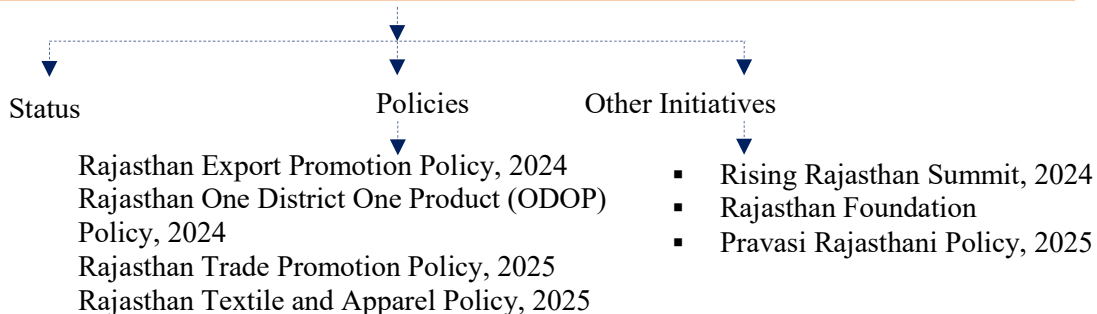 Status
Policies
Other Initiatives
Rajasthan Export Promotion Policy, 2024
Rajasthan One District One Product (ODOP)
Policy, 2024
Rajasthan Trade Promotion Policy, 2025
Rajasthan Textile and Apparel Policy, 2025
▪ Rising Rajasthan Summit, 2024
▪ Rajasthan Foundation
▪ Pravasi Rajasthani Policy, 2025